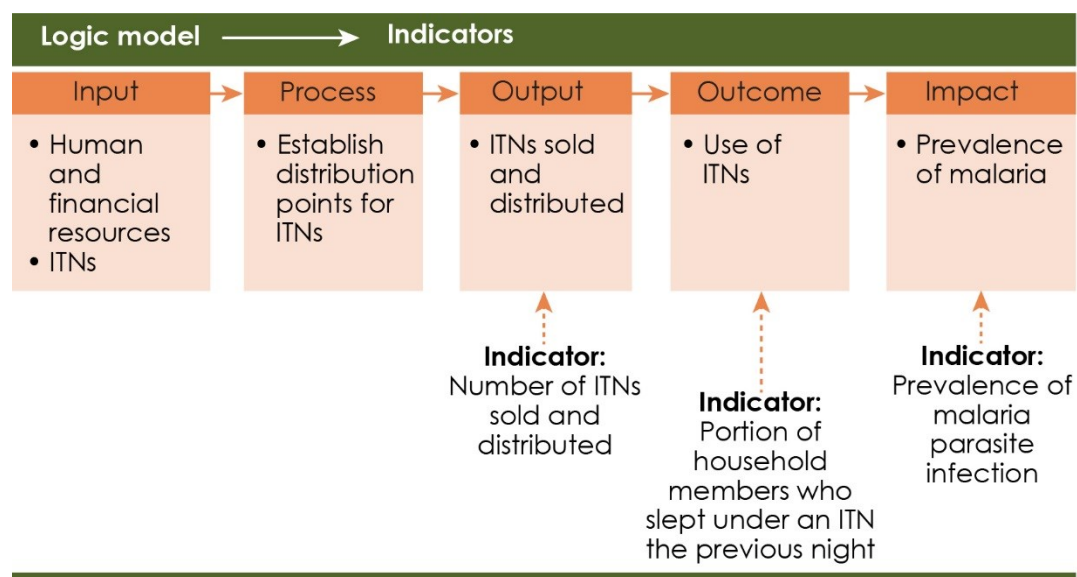 Logic model Indicators
Input
Process
Output
Outcome
Impact
• Human
and
financial
resources
• ITNs
• Establish
distribution
points for
ITNs
• ITNs sold
and
distributed
• Use of
ITNs
• Prevalence
of malaria
Indicator:
Number of ITNs
sold and
distributed
Indicator:
Portion of
household
members who
slept under an ITN
the previous night
Indicator:
Prevalence of
malaria
parasite
infection